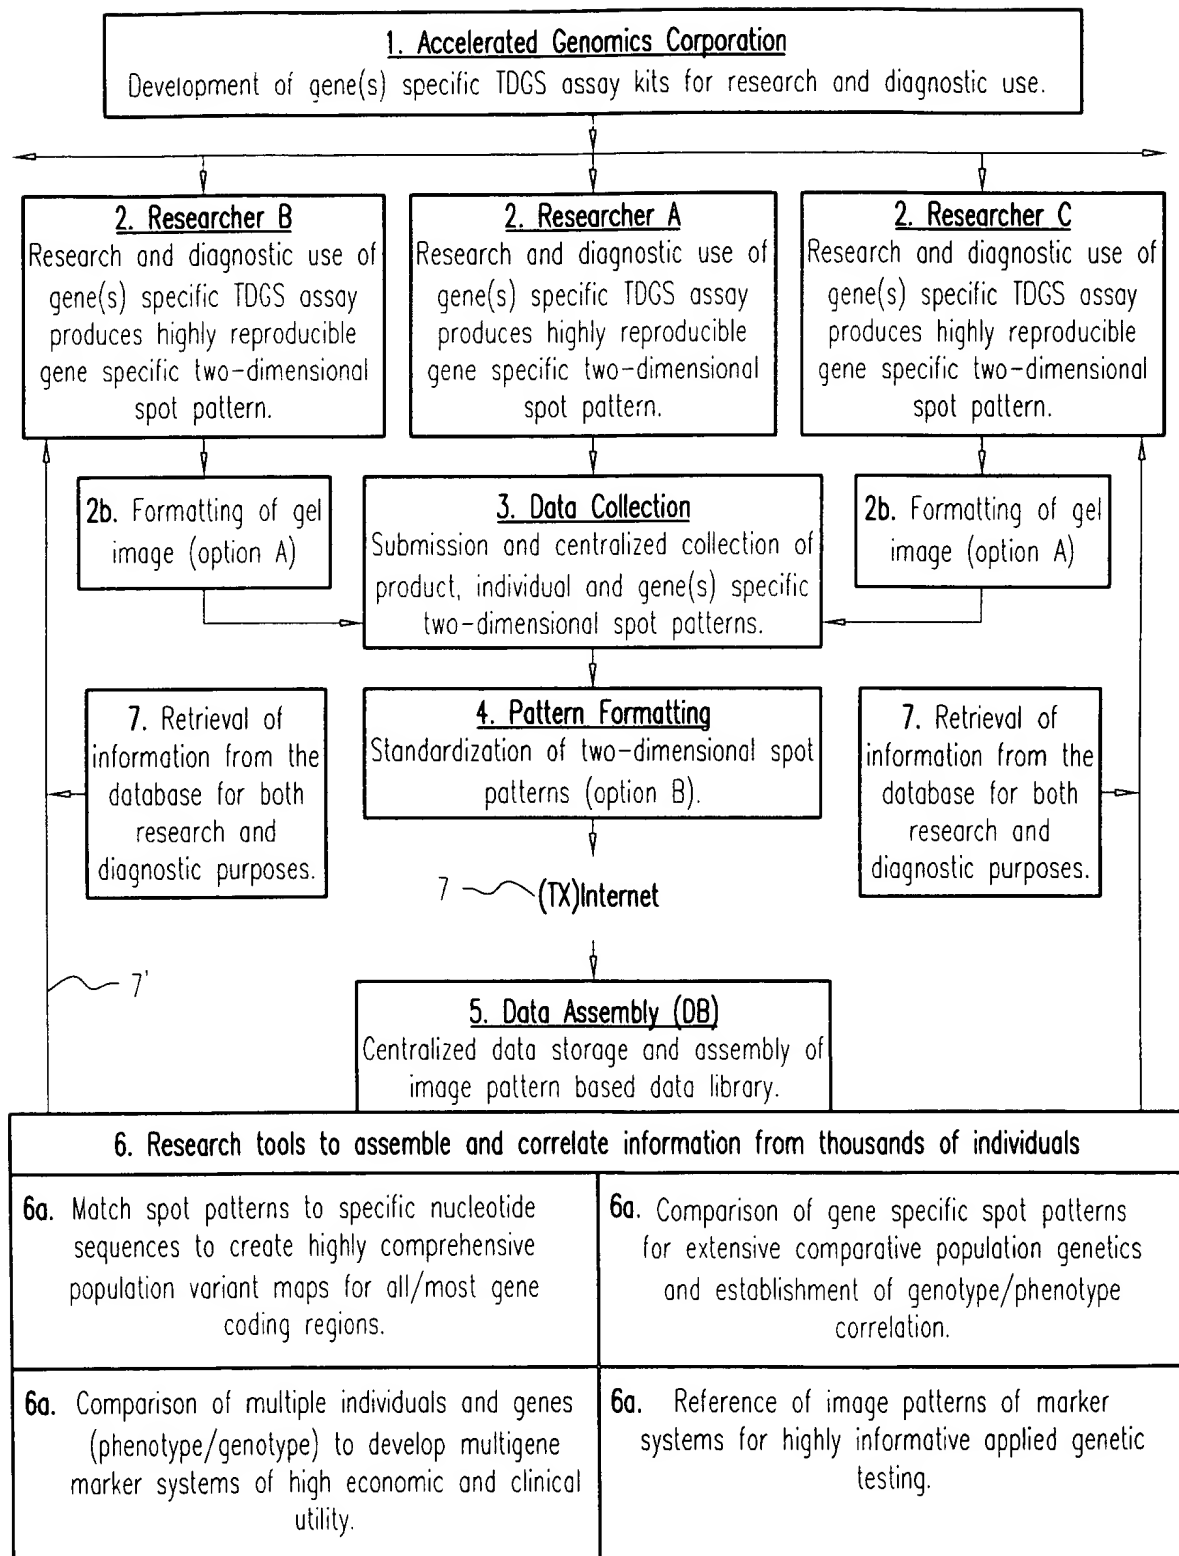 1. Accelerated Genomics Corporation
Development of gene(s) specific TDGS assay kits for research and diagnostic use.
2. Researcher B
Research and diagnostic use of
gene(s) specific TDGS assay
produces highly reproducible
gene specific two-dimensional
spot pattern.
2. Researcher A
Research and diagnostic use of
gene(s) specific TDGS assay
produces highly reproducible
gene specific two-dimensional
spot pattern.
2. Researcher C
Research and diagnostic use of
gene(s) specific TDGS assay
produces highly reproducible
gene specific two-dimensional
spot pattern.
2b. Formatting of gel
image (option A)
3. Data Collection
Submission and centralized collection of
product, individual and gene(s) specific
two-dimensional spot patterns.
2b. Formatting of gel
image (option A)
7. Retrieval of
information from the
database for both
research and
diagnostic purposes.
4. Pattern Formatting
Standardization of two-dimensional spot
patterns (option B).
7. Retrieval of
information from the
database for both
research and
diagnostic purposes.
7 (TX)Internet
7'
5. Data Assembly (DB)
Centralized data storage and assembly of
image pattern based data library.
6. Research tools to assemble and correlate information from thousands of individuals
6a. Match spot patterns to specific nucleotide
sequences to create highly comprehensive
population variant maps for all/most gene
coding regions.
6a. Comparison of gene specific spot patterns
for extensive comparative population genetics
and establishment of genotype/phenotype
correlation.
6a. Comparison of multiple individuals and genes
(phenotype/genotype) to develop multigene
marker systems of high economic and clinical
utility.
6a. Reference of image patterns of marker
systems for highly informative applied genetic
testing.